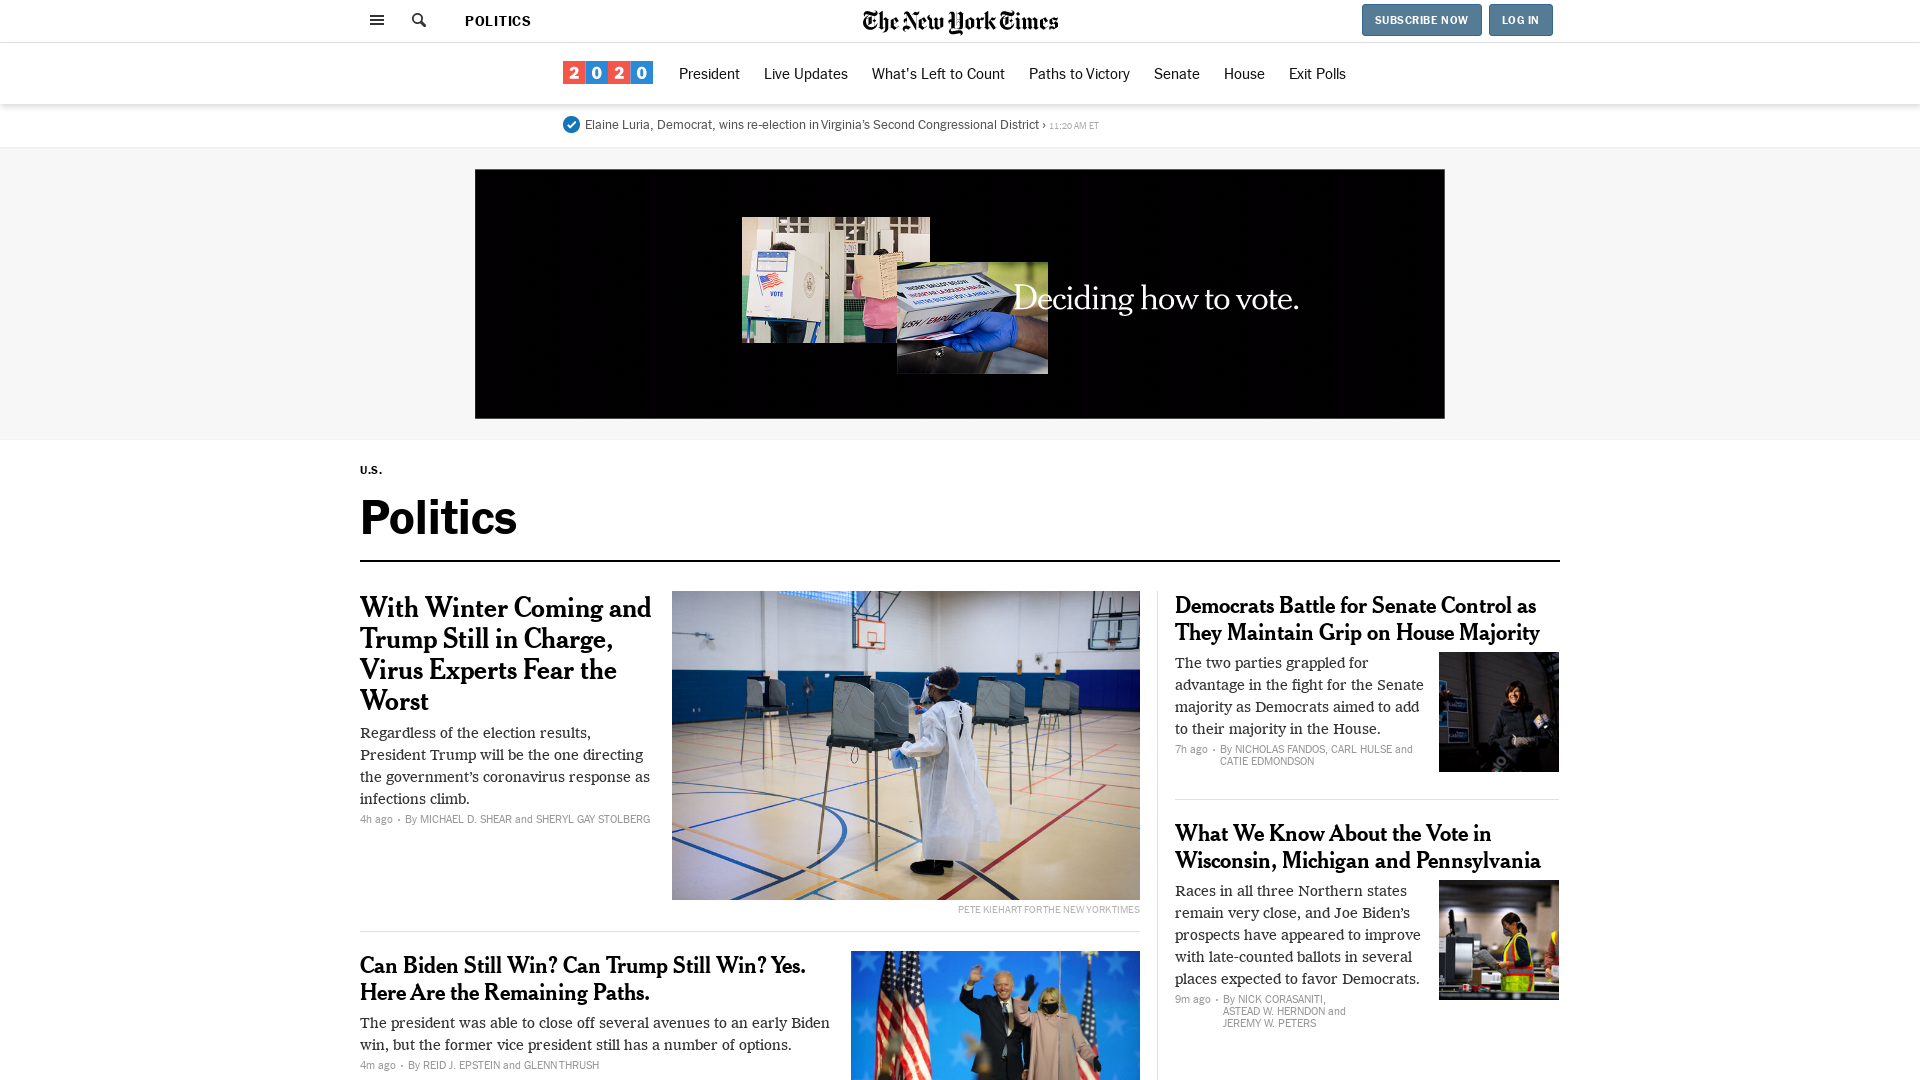 POLITICS
The New York Times
SUBSCRIBE NOW
LOG IN
2020
President
Live Updates
What's Left to Count
Paths to Victory
Senate
House
Exit Polls
Elaine Luria, Democrat, wins re-election in Virginia's Second Congressional District › 11:20 AM ET
VOTE
Deciding how to vote.
U.S.
Politics
With Winter Coming and
Trump Still in Charge,
Virus Experts Fear the
Worst
Regardless of the election results,
President Trump will be the one directing
the government’s coronavirus response as
infections climb.
4h ago • By MICHAEL D. SHEAR and SHERYL GAY STOLBERG
PETE KIEHART FOR THE NEW YORK TIMES
Can Biden Still Win? Can Trump Still Win? Yes.
Here Are the Remaining Paths.
The president was able to close off several avenues to an early Biden
win, but the former vice president still has a number of options.
4m ago • By REID J. EPSTEIN and GLENN THRUSH
Democrats Battle for Senate Control as
They Maintain Grip on House Majority
The two parties grappled for
advantage in the fight for the Senate
majority as Democrats aimed to add
to their majority in the House.
7h ago • By NICHOLAS FANDOS, CARL HULSE and
CATIE EDMONDSON
What We Know About the Vote in
Wisconsin, Michigan and Pennsylvania
Races in all three Northern states
remain very close, and Joe Biden’s
prospects have appeared to improve
with late-counted ballots in several
places expected to favor Democrats.
9m ago • By NICK CORASANITI,
ASTEAD W. HERNDON and
JEREMY W. PETERS